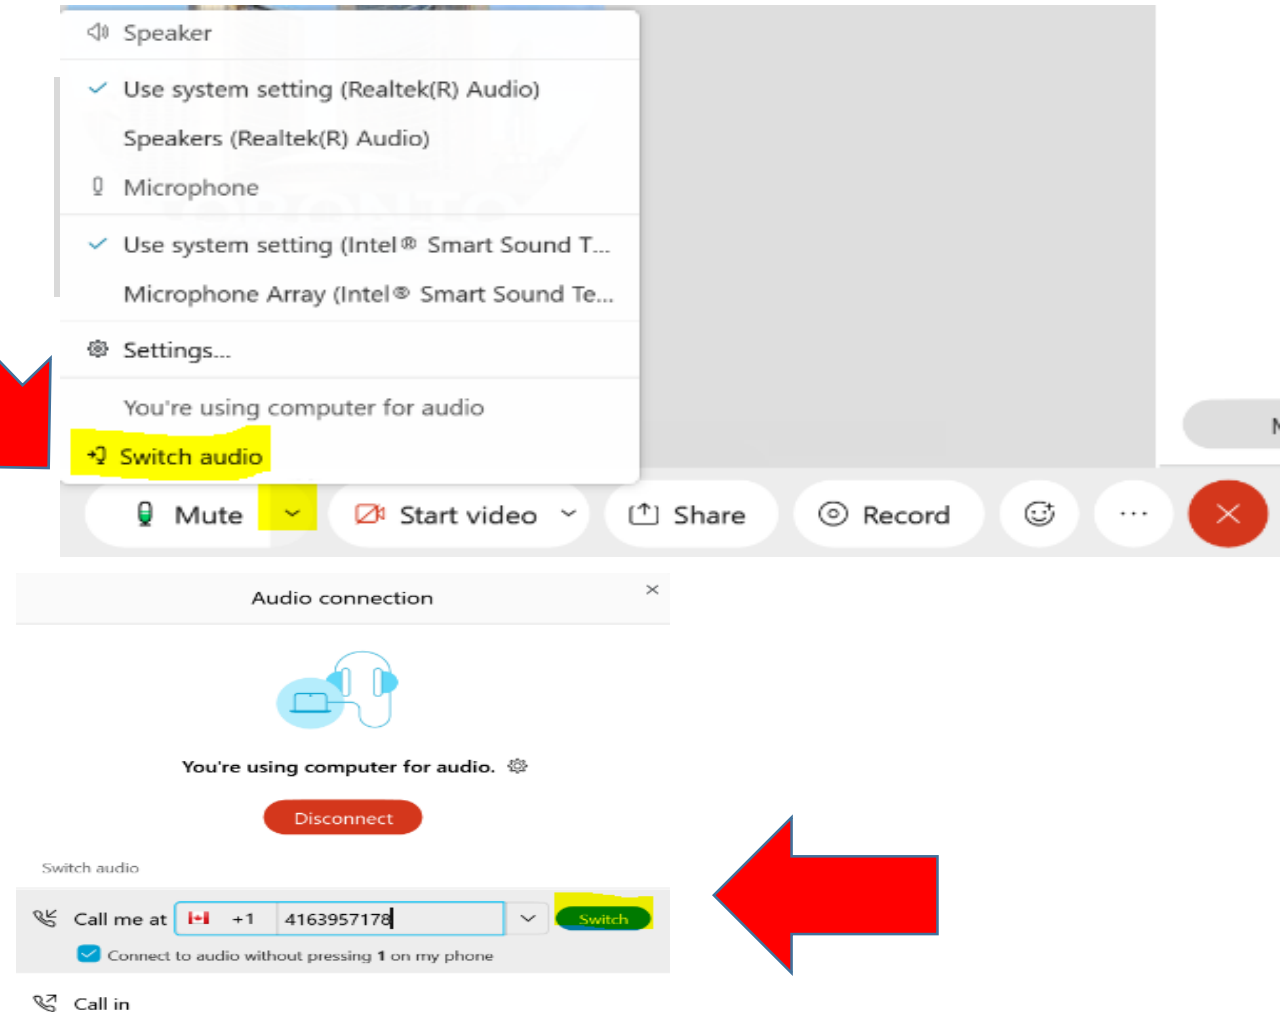 Speaker
Use system setting (Realtek(R) Audio)
Speakers (Realtek(R) Audio)
Microphone
Use system setting (Intel® Smart Sound T...
Microphone Array (Intel® Smart Sound Te...
Settings...
You're using computer for audio
Switch audio
Mute Start video Share Record ...
Audio connection
You're using computer for audio.
Disconnect
Switch audio
Call me at +1 4163957178 Switch
Connect to audio without pressing 1 on my phone
Call in